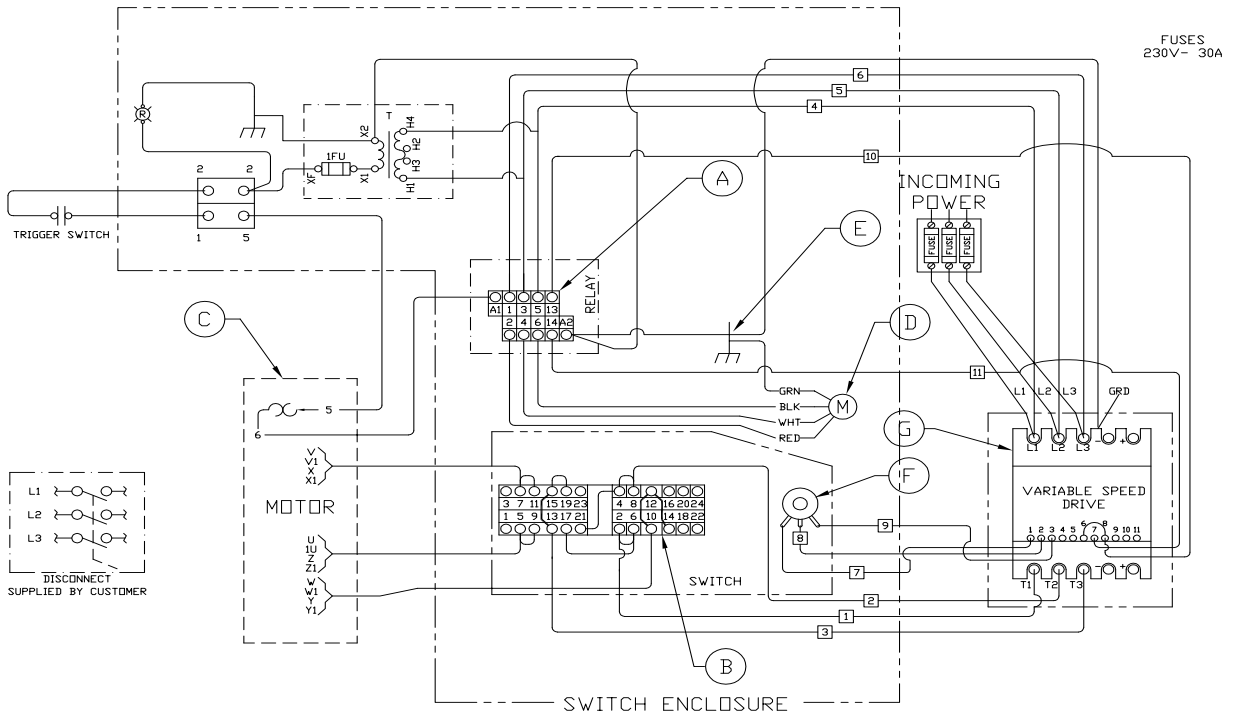 FUSES
230V- 30A
6
5
4
R
T
X2
H4
H2
H3
H1
1FU
XF
X1
10
2 2
A
INCOMING
POWER
FUSE FUSE FUSE
TRIGGER SWITCH
1 5
E
RELAY
A1 1 3 5 13
2 4 6 14 A2
C
D
11
GRN
BLK
WHT
RED
M
L1 L2 L3 GRD
5
6
G
L1 L2 L3 - +
V
V1
X
X1
MOTOR
F
L1
L2
L3
3 7 11 15 19 23
1 5 9 13 17 21
4 8 12 16 20 24
2 6 10 14 18 22
VARIABLE SPEED
DRIVE
1 2 3 4 5 6 7 8 9 10 11
9
8
7
U
1U
Z
Z1
W
W1
Y
Y1
DISCONNECT
SUPPLIED BY CUSTOMER
SWITCH
- +
T1 T2 T3
2
1
3
B
SWITCH ENCLOSURE